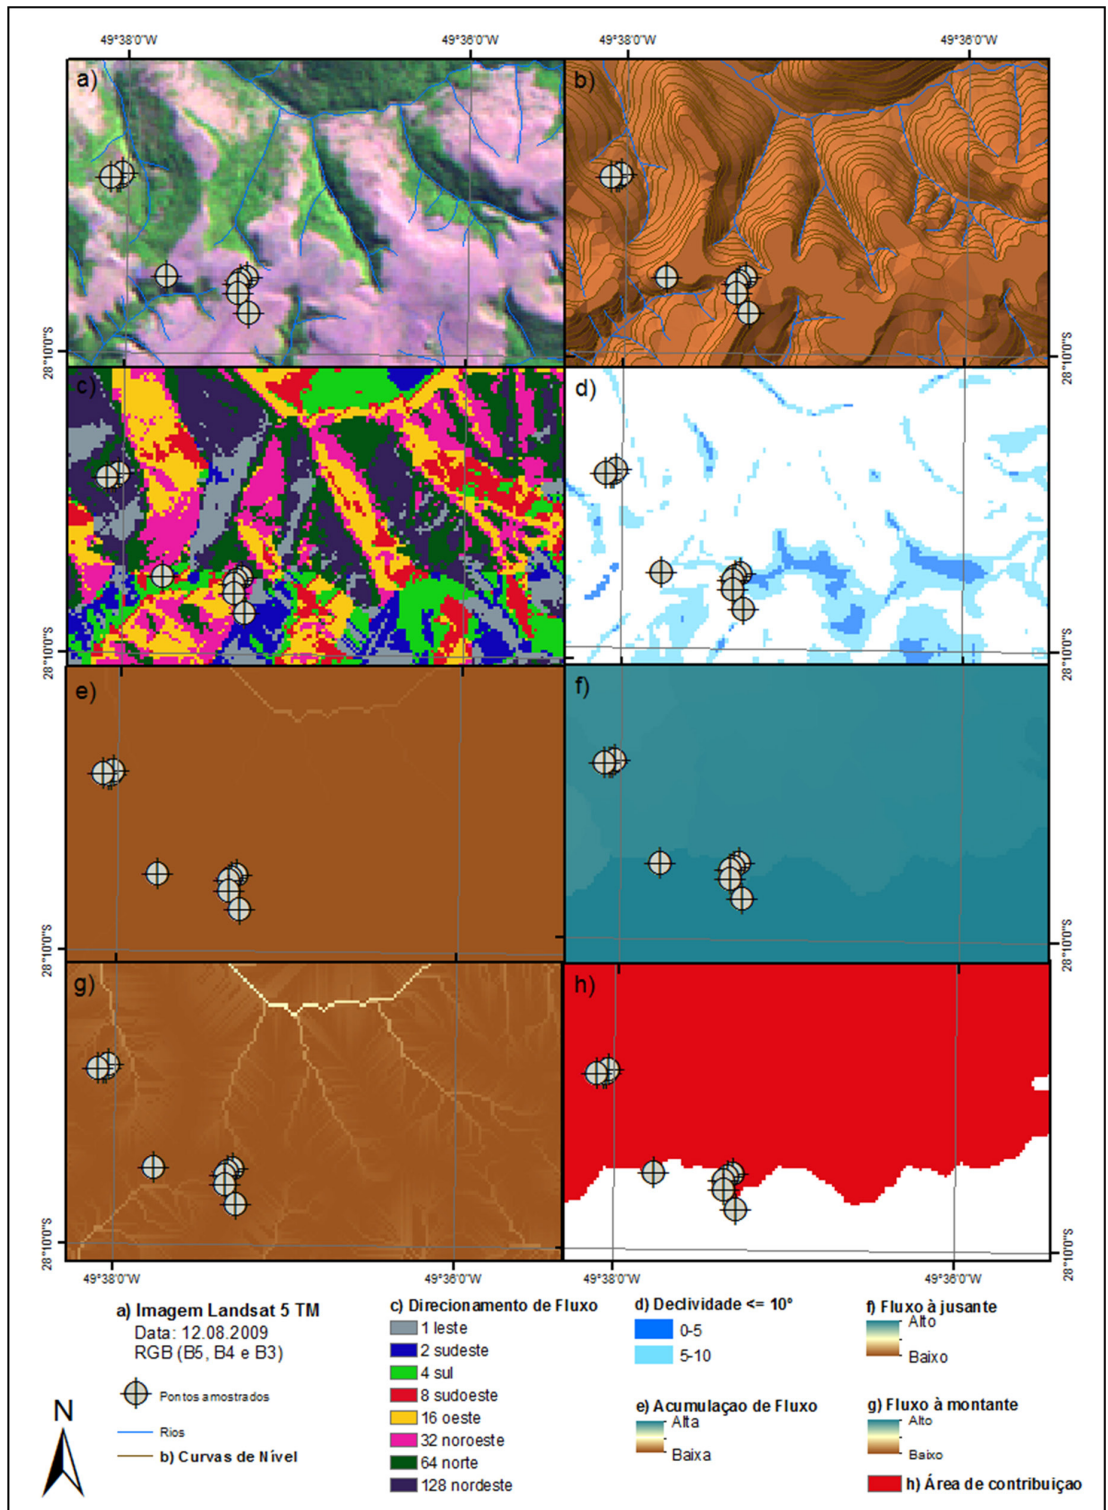 49°38'0"W
49°36'0"W
49°38'0"W
49°36'0"W
a)
b)
28°10'0"S
28°10'0"S
c)
d)
28°10'0"S
28°10'0"S
e)
f)
28°10'0"S
28°10'0"S
g)
h)
28°10'0"S
28°10'0"S
49°38'0"W
49°36'0"W
49°38'0"W
49°36'0"W
a) Imagem Landsat 5 TM
Data: 12.08.2009
RGB (B5, B4 e B3)
Pontos amostrados
Rios
b) Curvas de Nível
N
c) Direcionamento de Fluxo
1 leste
2 sudeste
4 sul
8 sudoeste
16 oeste
32 noroeste
64 norte
128 nordeste
d) Declividade <= 10º
0-5
5-10
e) Acumulaçao de Fluxo
Alta
Baixa
f) Fluxo à jusante
Alto
Baixo
g) Fluxo à montante
Alto
Baixo
h) Área de contribuiçao